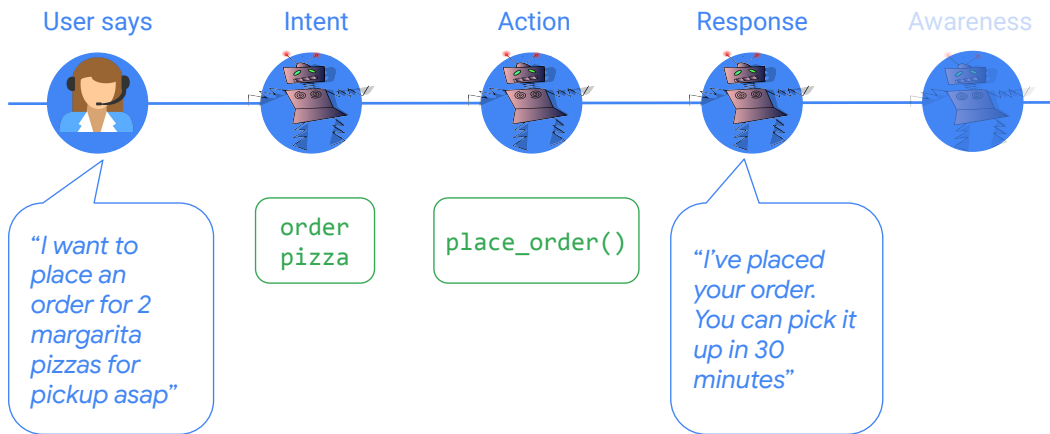 User says
Intent
Action
Response
Awareness
“I want to
place an
order for 2
margarita
pizzas for
pickup asap”
order
pizza
place_order()
“I’ve placed
your order.
You can pick it
up in 30
minutes”